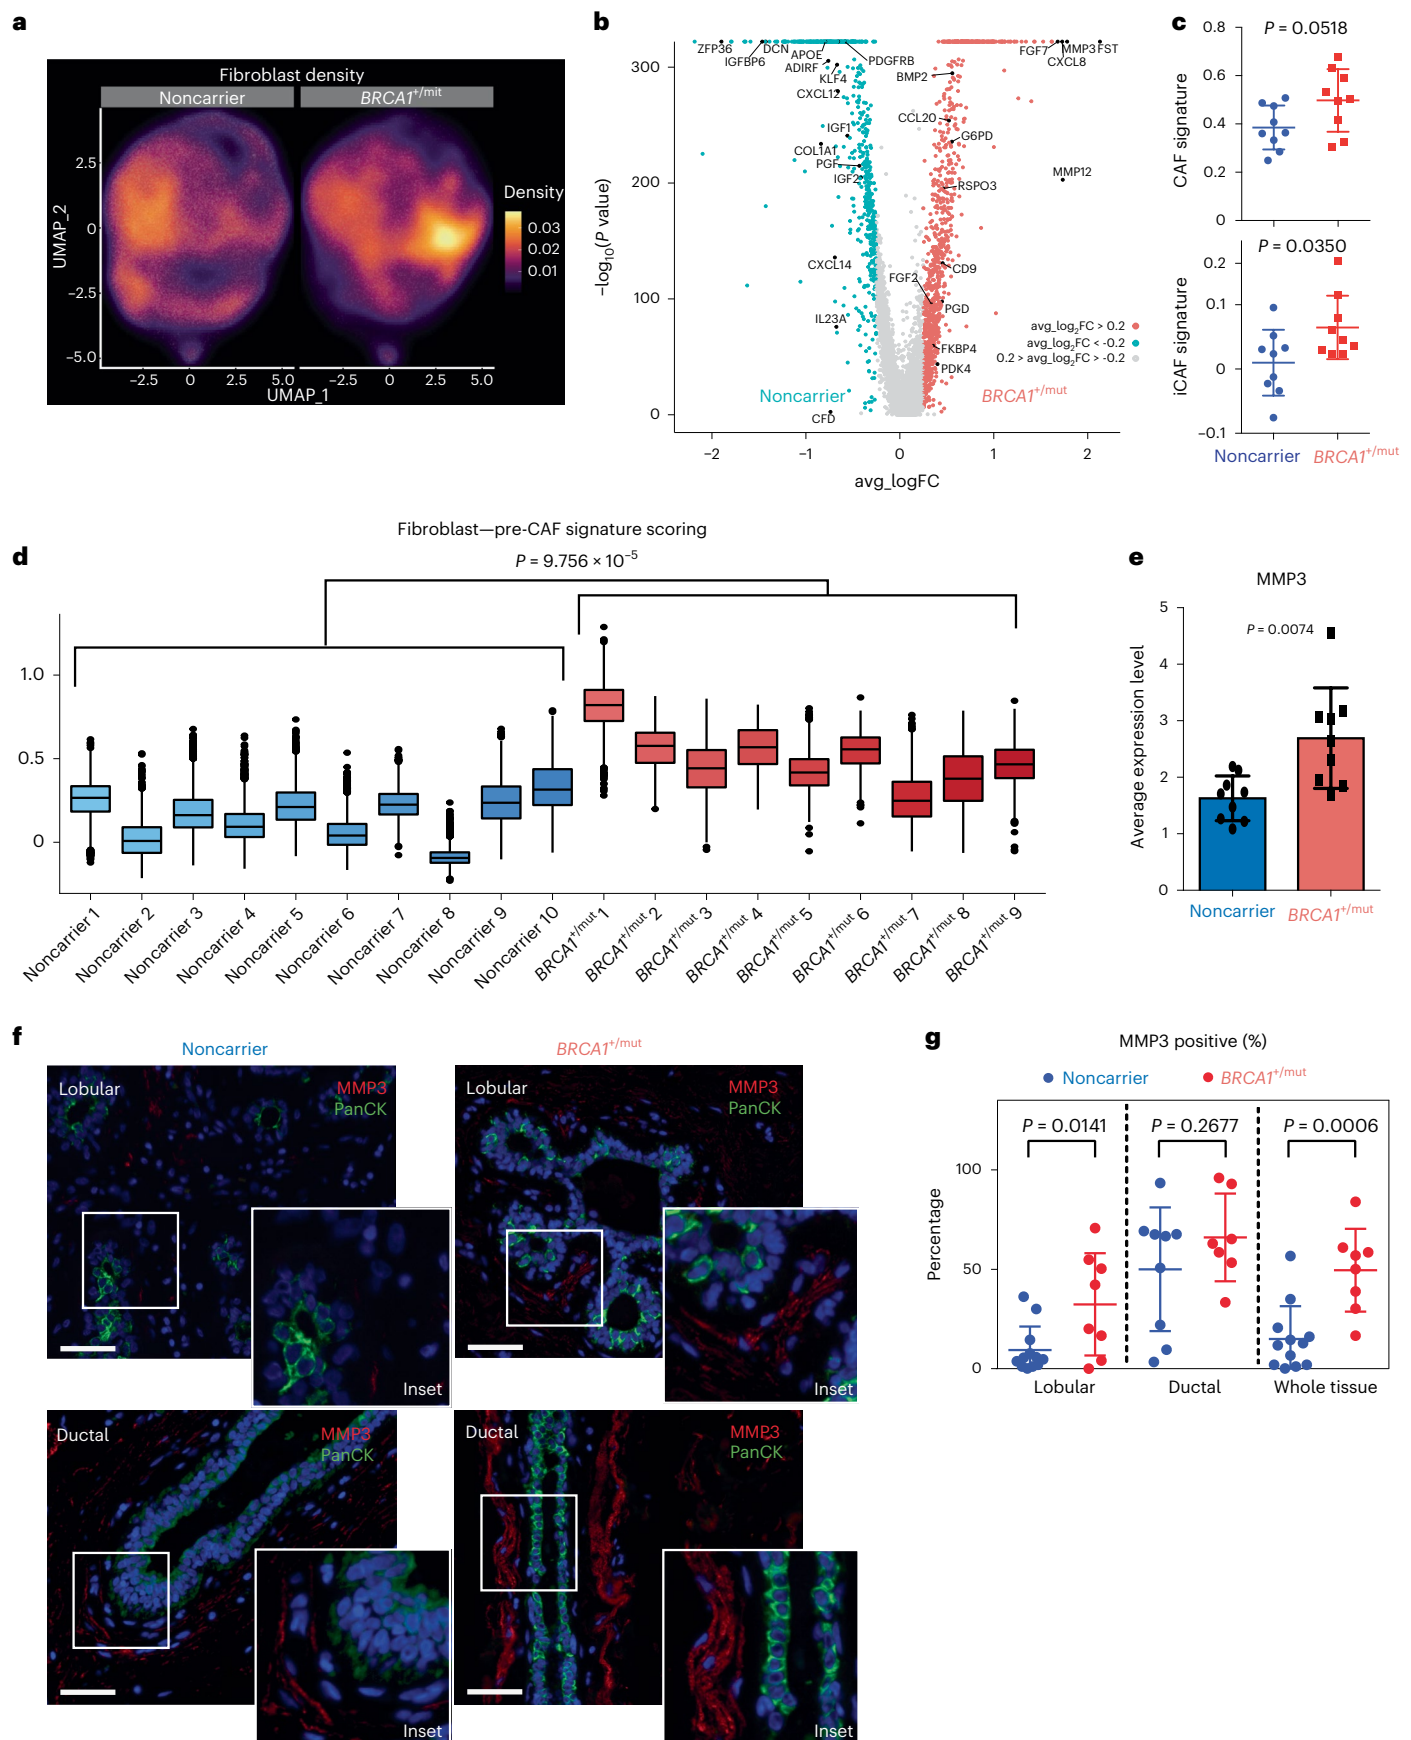 a
Fibroblast density
Noncarrier
BRCA1+/mit
UMAP_2
2.5
0
−2.5
−5.0
−2.5
0
2.5
5.0
−2.5
0
2.5
5.0
UMAP_1
Density
0.03
0.02
0.01
b
−log10(P value)
300
200
100
0
ZFP36
DCN
IGFBP6
APOE
ADIRF
KLF4
PDGFRB
CXCL12
IGF1
COL1A1
PGF
IGF2
CXCL14
IL23A
CFD
FGF7
MMP3
FST
CXCL8
BMP2
CCL20
G6PD
MMP12
RSPO3
CD9
FGF2
PGD
FKBP4
PDK4
avg_log2FC > 0.2
avg_log2FC < -0.2
0.2 > avg_log2FC > -0.2
Noncarrier
BRCA1+/mut
−2
−1
0
1
2
avg_logFC
c
P = 0.0518
CAF signature
0.8
0.6
0.4
0.2
0
P = 0.0350
iCAF signature
0.2
0.1
0
−0.1
Noncarrier
BRCA1+/mut
d
Fibroblast—pre-CAF signature scoring
P = 9.756 × 10−5
1.0
0.5
0
Noncarrier 1
Noncarrier 2
Noncarrier 3
Noncarrier 4
Noncarrier 5
Noncarrier 6
Noncarrier 7
Noncarrier 8
Noncarrier 9
Noncarrier 10
BRCA1+/mut 1
BRCA1+/mut 2
BRCA1+/mut 3
BRCA1+/mut 4
BRCA1+/mut 5
BRCA1+/mut 6
BRCA1+/mut 7
BRCA1+/mut 8
BRCA1+/mut 9
e
MMP3
P = 0.0074
Average expression level
5
4
3
2
1
0
Noncarrier
BRCA1+/mut
f
Noncarrier
BRCA1+/mut
Lobular
MMP3
PanCK
Inset
Lobular
MMP3
PanCK
Inset
Ductal
MMP3
PanCK
Inset
Ductal
MMP3
PanCK
Inset
g
MMP3 positive (%)
Noncarrier
BRCA1+/mut
P = 0.0141
P = 0.2677
P = 0.0006
Percentage
100
50
0
Lobular
Ductal
Whole tissue